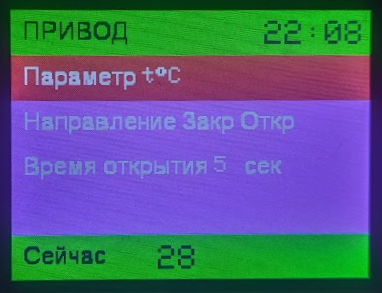 ПРИВОД 22:08
Параметр t°C
Направление Закр Откр
Время открытия 5 сек
Сейчас 28